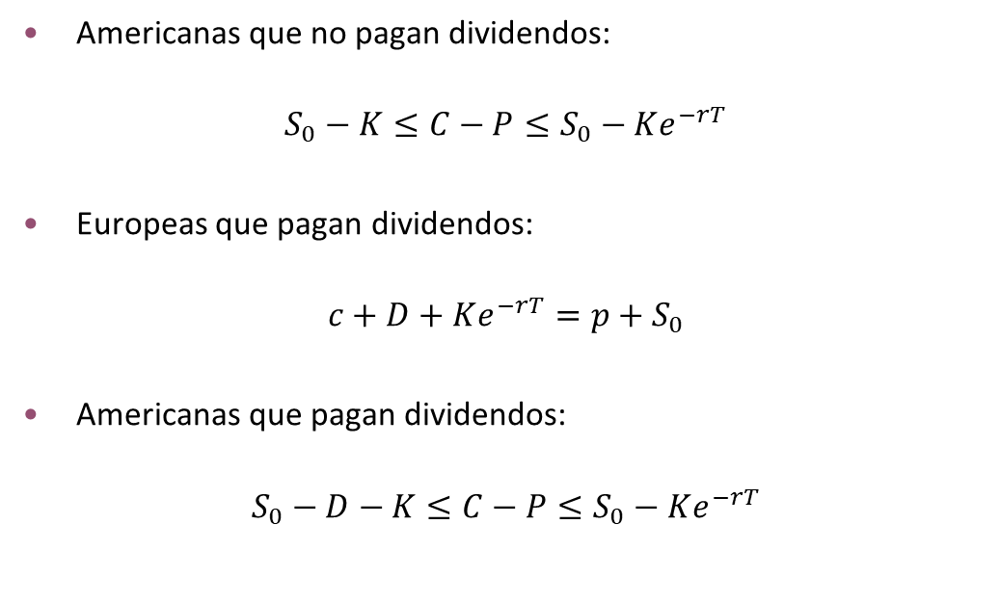 • Americanas que no pagan dividendos:
S₀ − K ≤ C − P ≤ S₀ − Ke⁻ʳᵀ
• Europeas que pagan dividendos:
c + D + Ke⁻ʳᵀ = p + S₀
• Americanas que pagan dividendos:
S₀ − D − K ≤ C − P ≤ S₀ − Ke⁻ʳᵀ